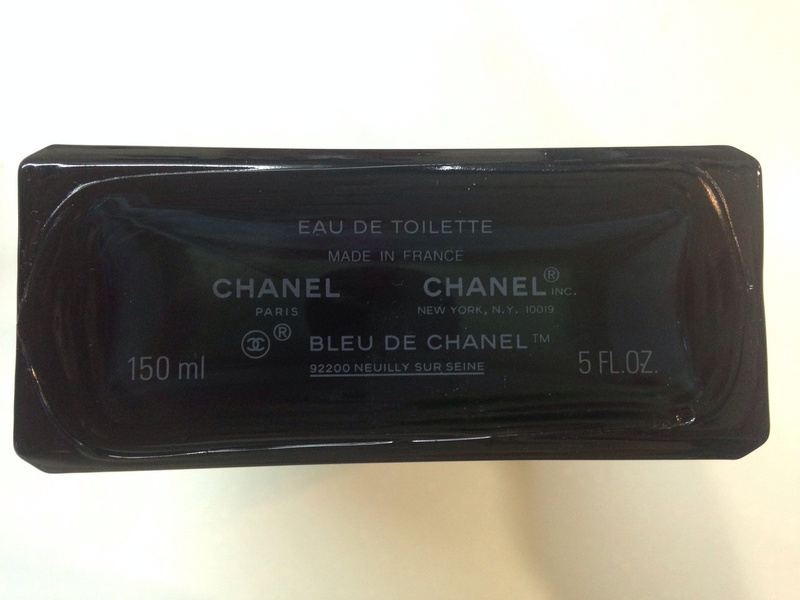 EAU DE TOILETTE
MADE IN FRANCE
CHANEL CHANEL® INC.
PARIS NEW YORK, N.Y. 10019
® BLEU DE CHANEL™
150 ml 92200 NEUILLY SUR SEINE 5 FL.OZ.